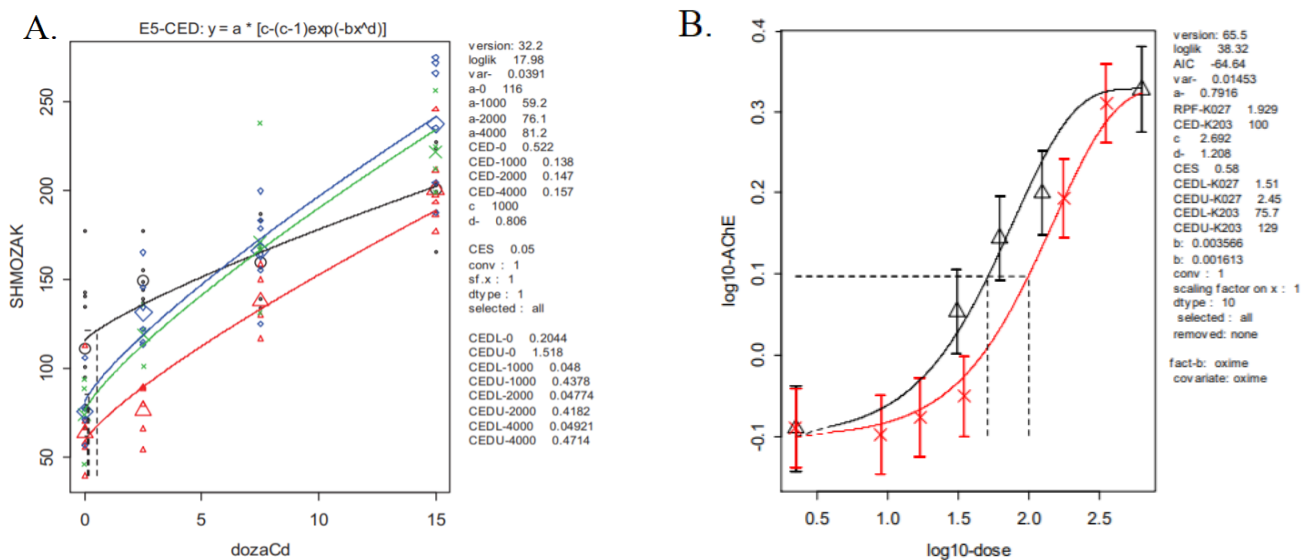 A.
E5-CED: y = a * [c-(c-1)exp(-bx^d)]
SHMOZAK
250
200
150
100
50
0
5
10
15
dozaCd
version: 32.2
loglik 17.98
var- 0.0391
a-0 116
a-1000 59.2
a-2000 76.1
a-4000 81.2
CED-0 0.522
CED-1000 0.138
CED-2000 0.147
CED-4000 0.157
c 1000
d- 0.806
CES 0.05
conv : 1
sf.x : 1
dtype : 1
selected : all
CEDL-0 0.2044
CEDU-0 1.518
CEDL-1000 0.048
CEDU-1000 0.4378
CEDL-2000 0.04774
CEDU-2000 0.4182
CEDL-4000 0.04921
CEDU-4000 0.4714
B.
log10-AChE
0.4
0.3
0.2
0.1
0.0
-0.1
0.5
1.0
1.5
2.0
2.5
log10-dose
version: 65.5
loglik 38.32
AIC -64.64
var- 0.01453
a- 0.7916
RPF-K027 1.929
CED-K203 100
c 2.692
d- 1.208
CES 0.58
CEDL-K027 1.51
CEDU-K027 2.45
CEDL-K203 75.7
CEDU-K203 129
b: 0.003566
b: 0.001613
conv : 1
scaling factor on x : 1
dtype : 10
selected : all
removed: none
fact-b: oxime
covariate: oxime